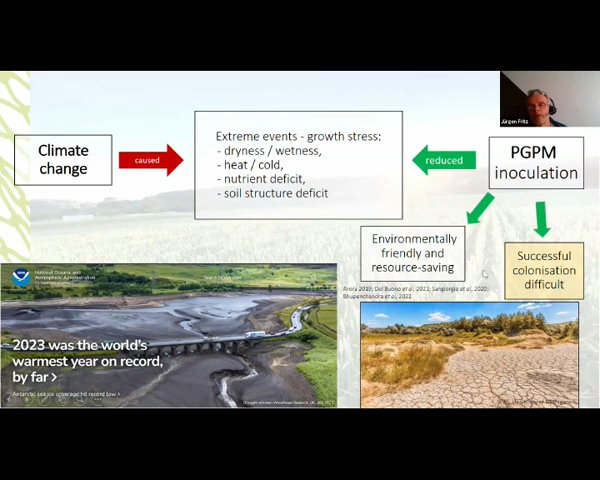 Jürgen Fritz
Climate
change
caused
Extreme events - growth stress:
- dryness / wetness,
- heat / cold,
- nutrient deficit,
- soil structure deficit
reduced
PGPM
inoculation
Environmentally
friendly and
resource-saving
Successful
colonisation
difficult
Arora 2019; Del Buono et al. 2022; Sangiorgio et al. 2020;
Bhupenchandra et al. 2022
National Oceanic and
Atmospheric Administration
2023 was the world's
warmest year on record,
by far >
Antarctic sea ice coverage hit record low >